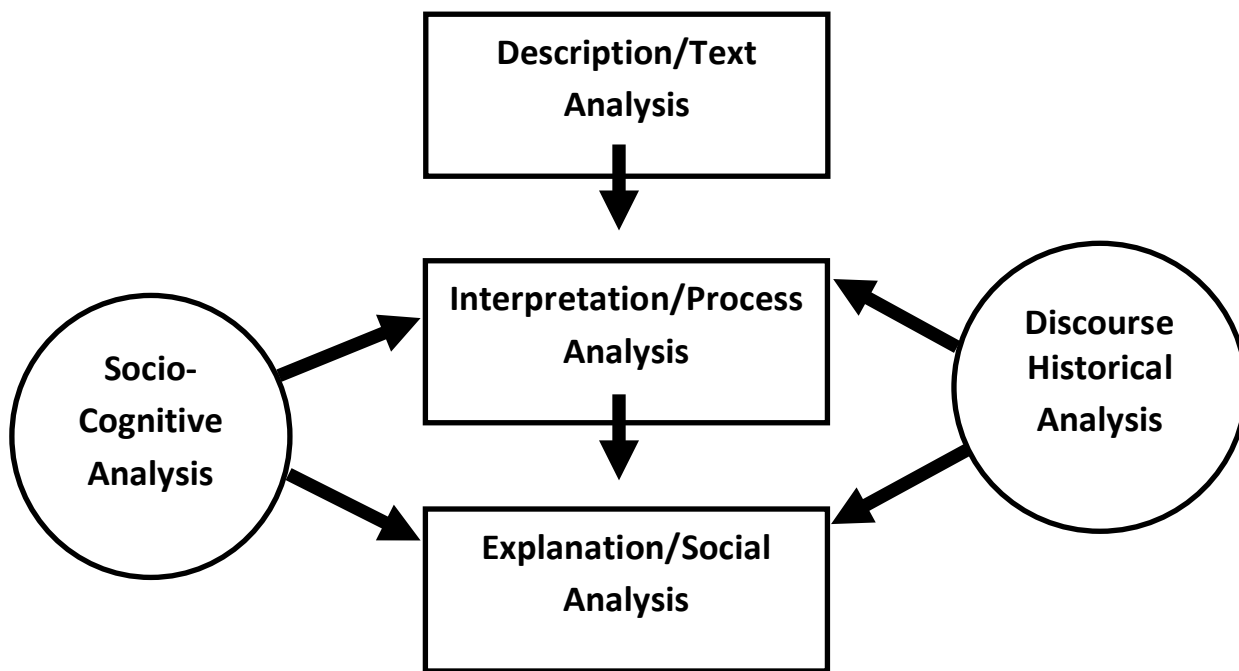 Description/Text
Analysis
Interpretation/Process
Analysis
Socio-
Cognitive
Analysis
Discourse
Historical
Analysis
Explanation/Social
Analysis